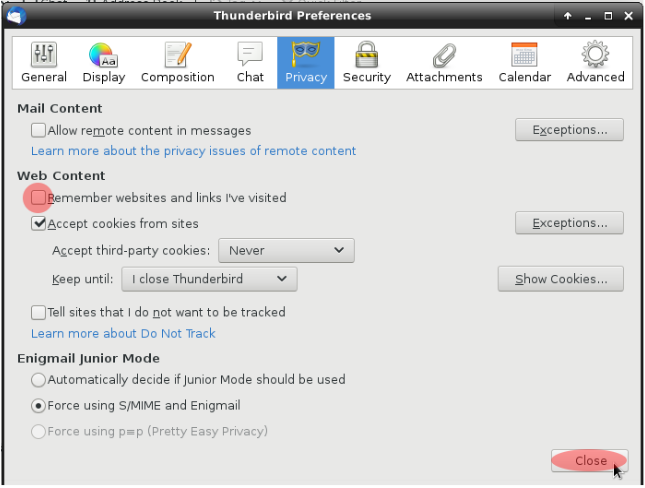 Thunderbird Preferences
General Display Composition Chat Privacy Security Attachments Calendar Advanced
Mail Content
Allow remote content in messages Exceptions...
Learn more about the privacy issues of remote content
Web Content
Remember websites and links I've visited
Accept cookies from sites Exceptions...
Accept third-party cookies: Never
Keep until: I close Thunderbird Show Cookies...
Tell sites that I do not want to be tracked
Learn more about Do Not Track
Enigmail Junior Mode
Automatically decide if Junior Mode should be used
Force using S/MIME and Enigmail
Force using p≡p (Pretty Easy Privacy)
Close